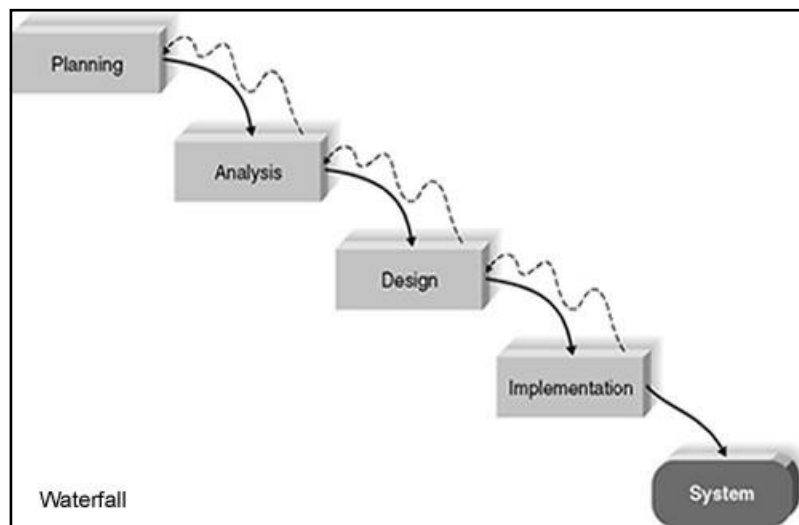 Planning
Analysis
Design
Implementation
System
Waterfall